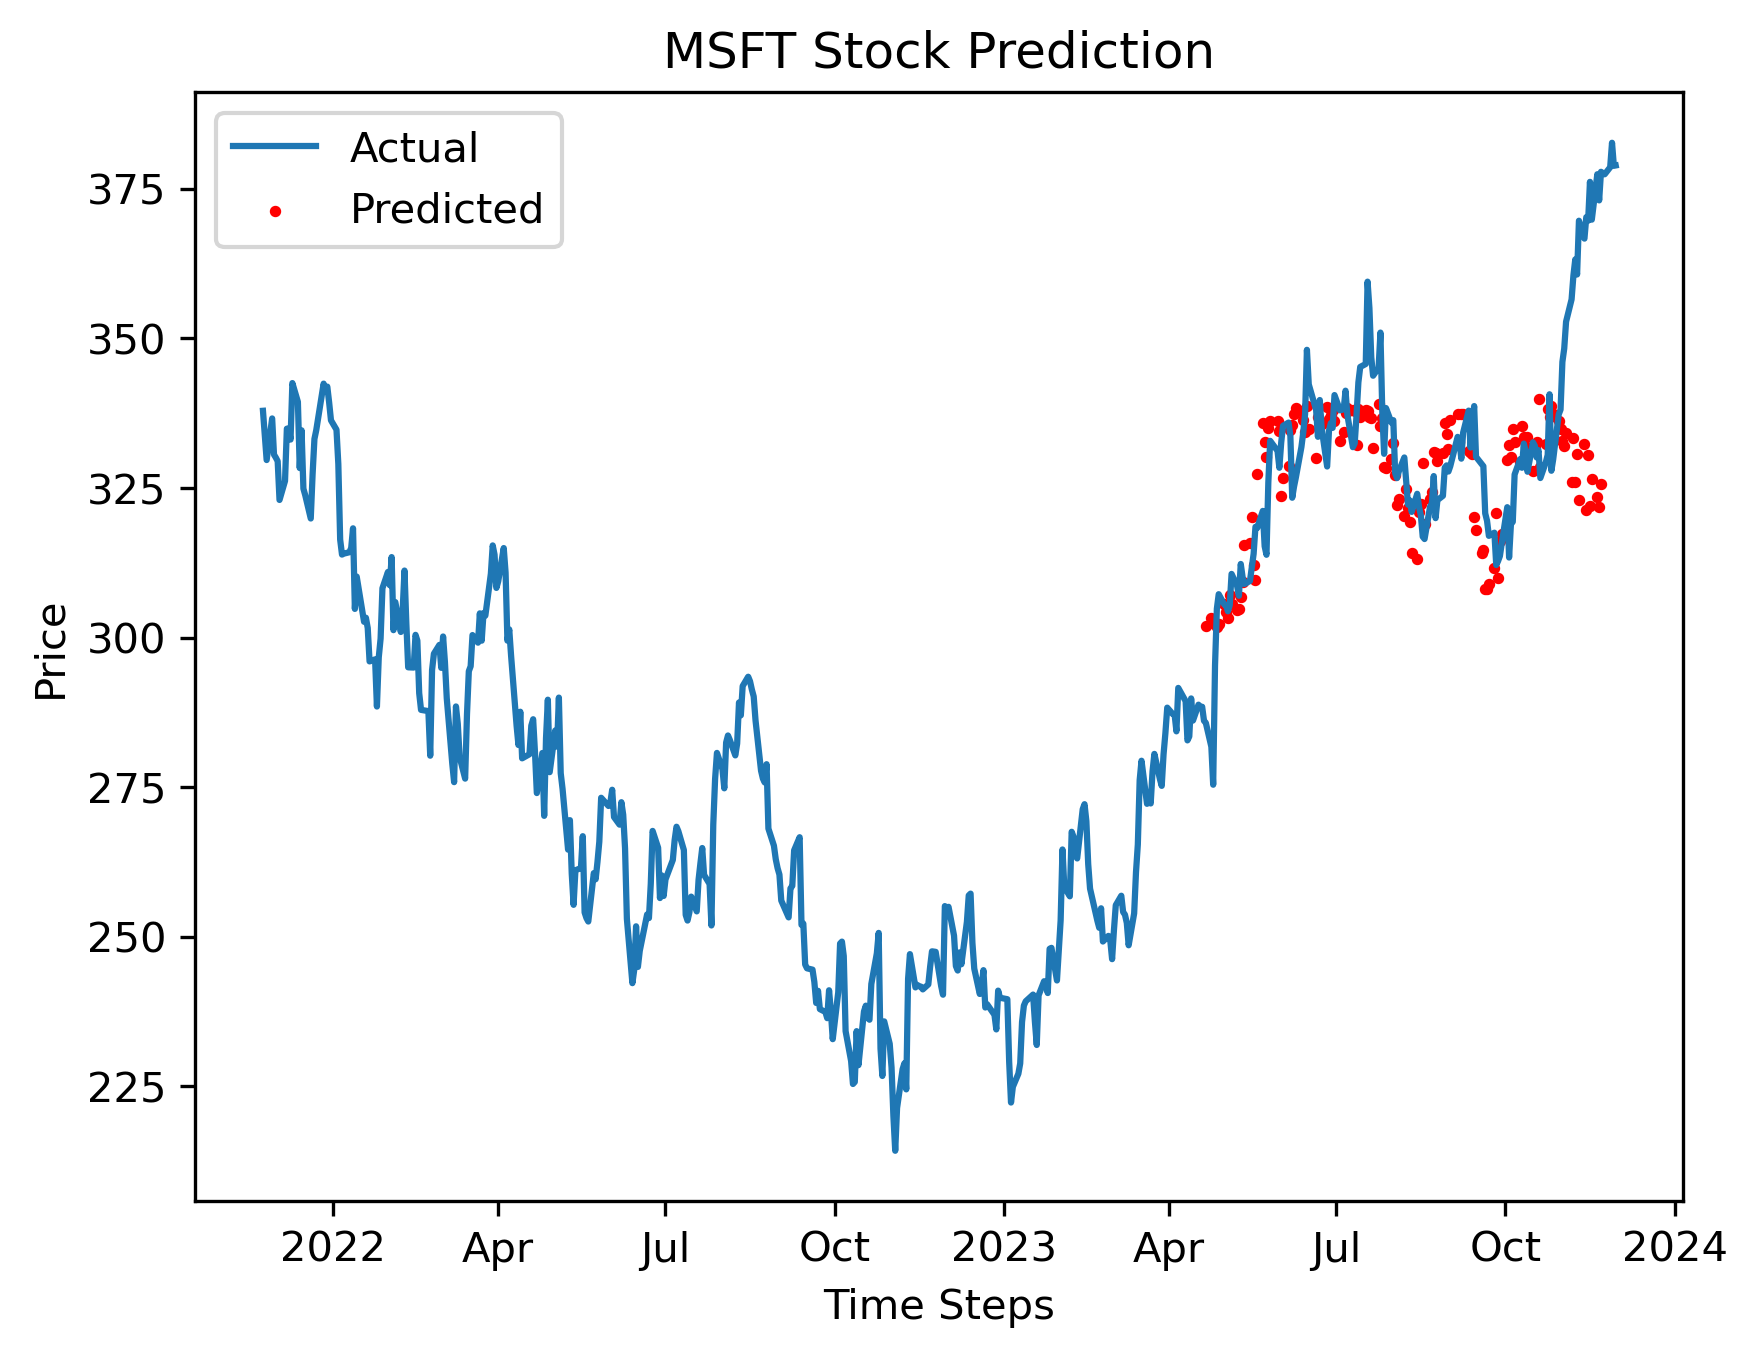 MSFT Stock Prediction
Actual
Predicted
375
350
325
300
275
250
225
Price
2022 Apr Jul Oct 2023 Apr Jul Oct 2024
Time Steps